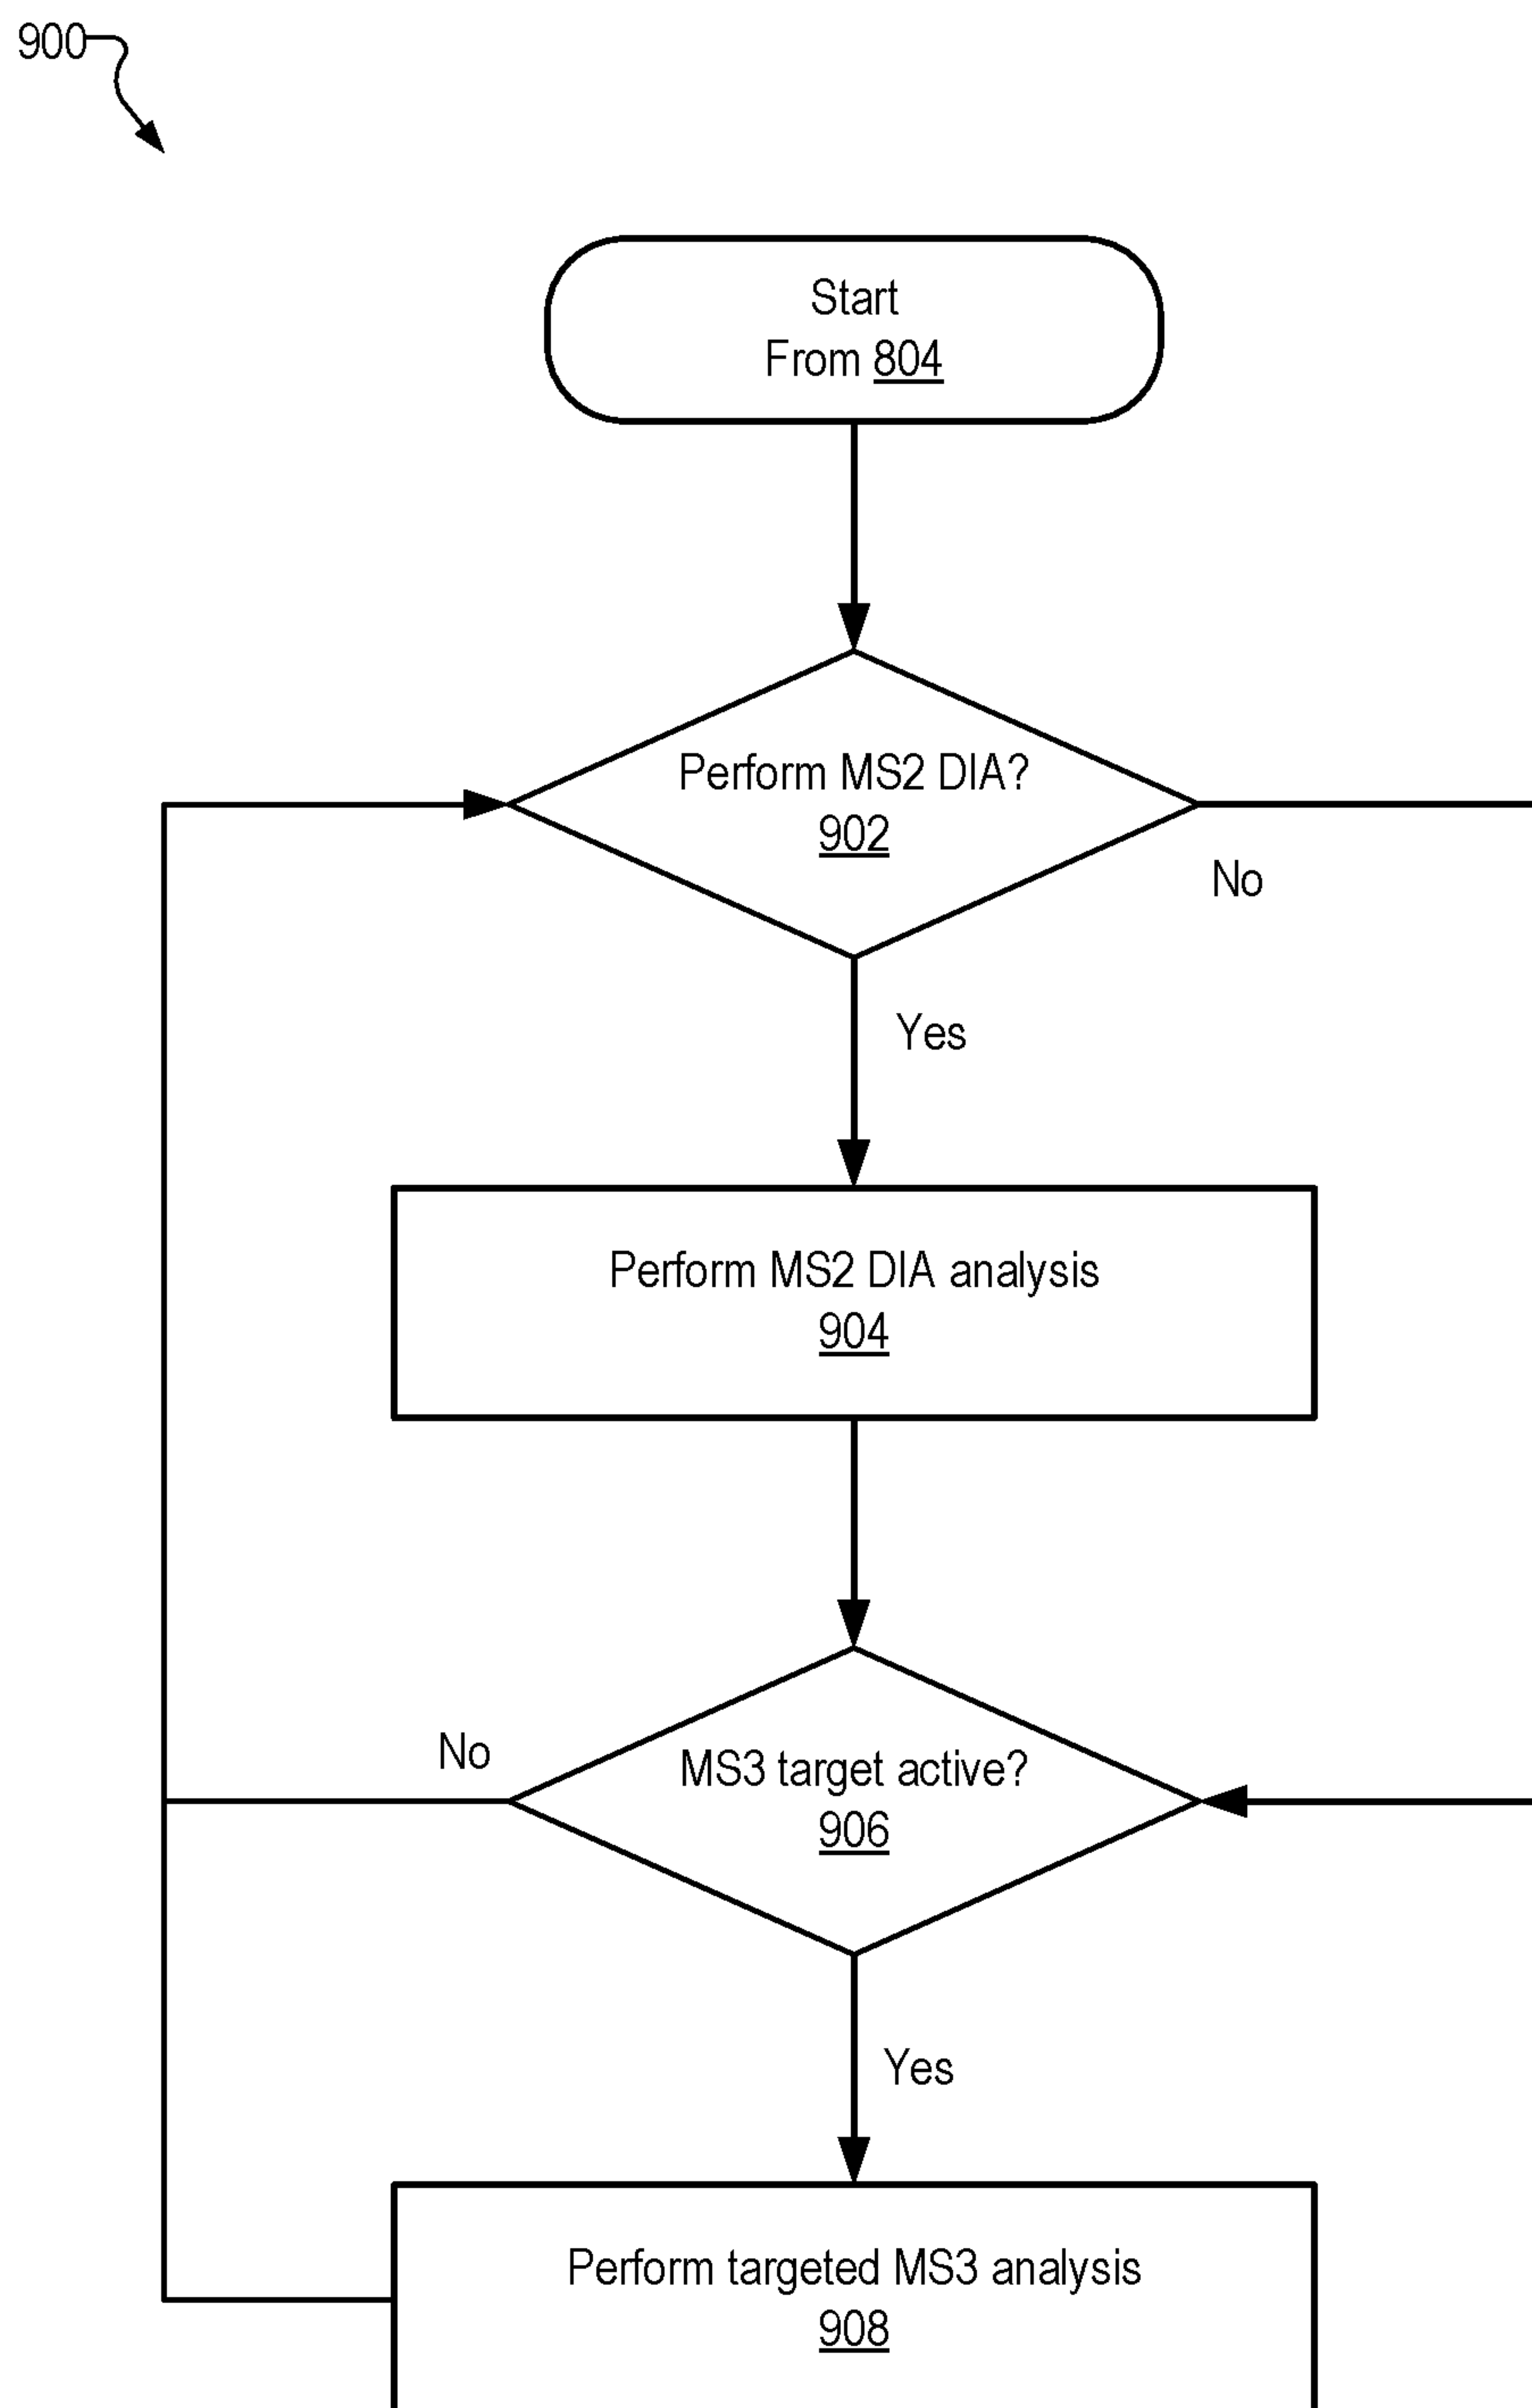 900
Start
From 804
Perform MS2 DIA?
902
No
Yes
Perform MS2 DIA analysis
904
No
MS3 target active?
906
Yes
Perform targeted MS3 analysis
908